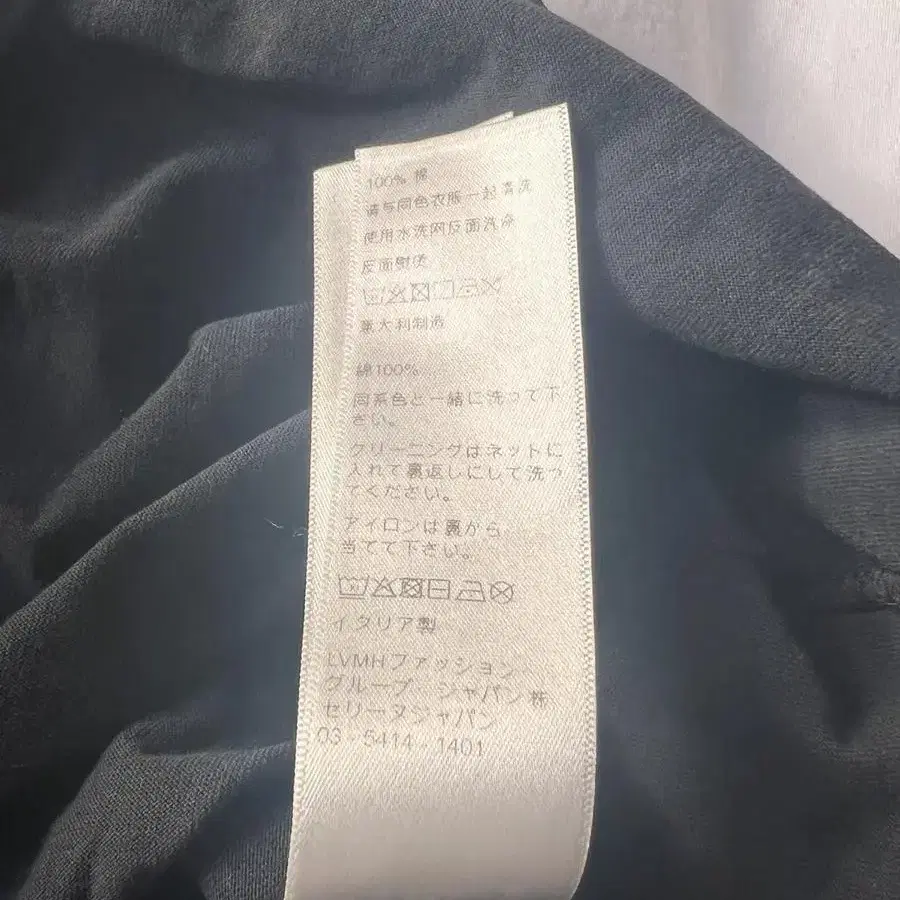 100% 棉
请与同色衣服一起清洗
使用水洗网反面洗涤
反面熨烫
意大利制造
綿100%
同系色と一緒に洗って下
さい。
クリーニングはネットに
入れて裏返しにして洗っ
てください。
アイロンは裏から
当てて下さい。
イタリア製
LVMHファッション
グループ ジャパン株
セリーヌジャパン
03-5414-1401